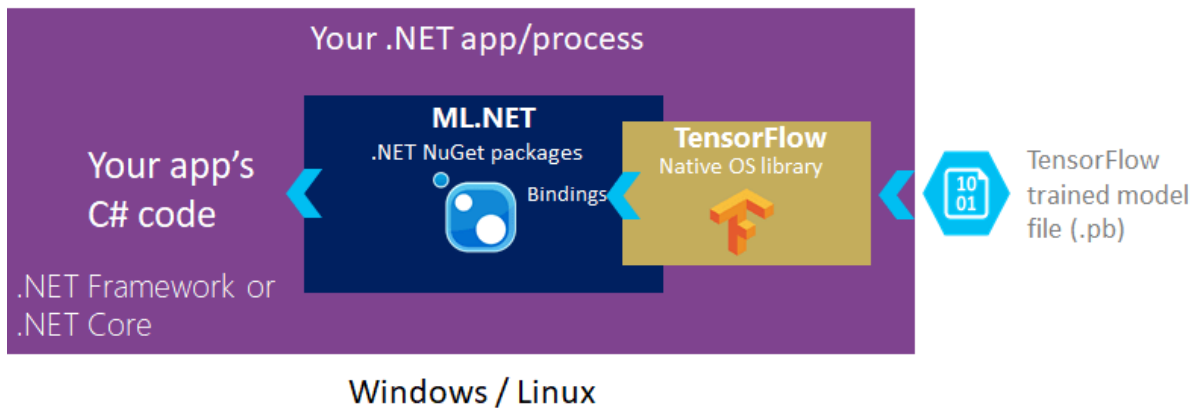 Your .NET app/process
ML.NET
.NET NuGet packages
Bindings
TensorFlow
Native OS library
Your app's
C# code
.NET Framework or
.NET Core
10
01
TensorFlow
trained model
file (.pb)
Windows / Linux